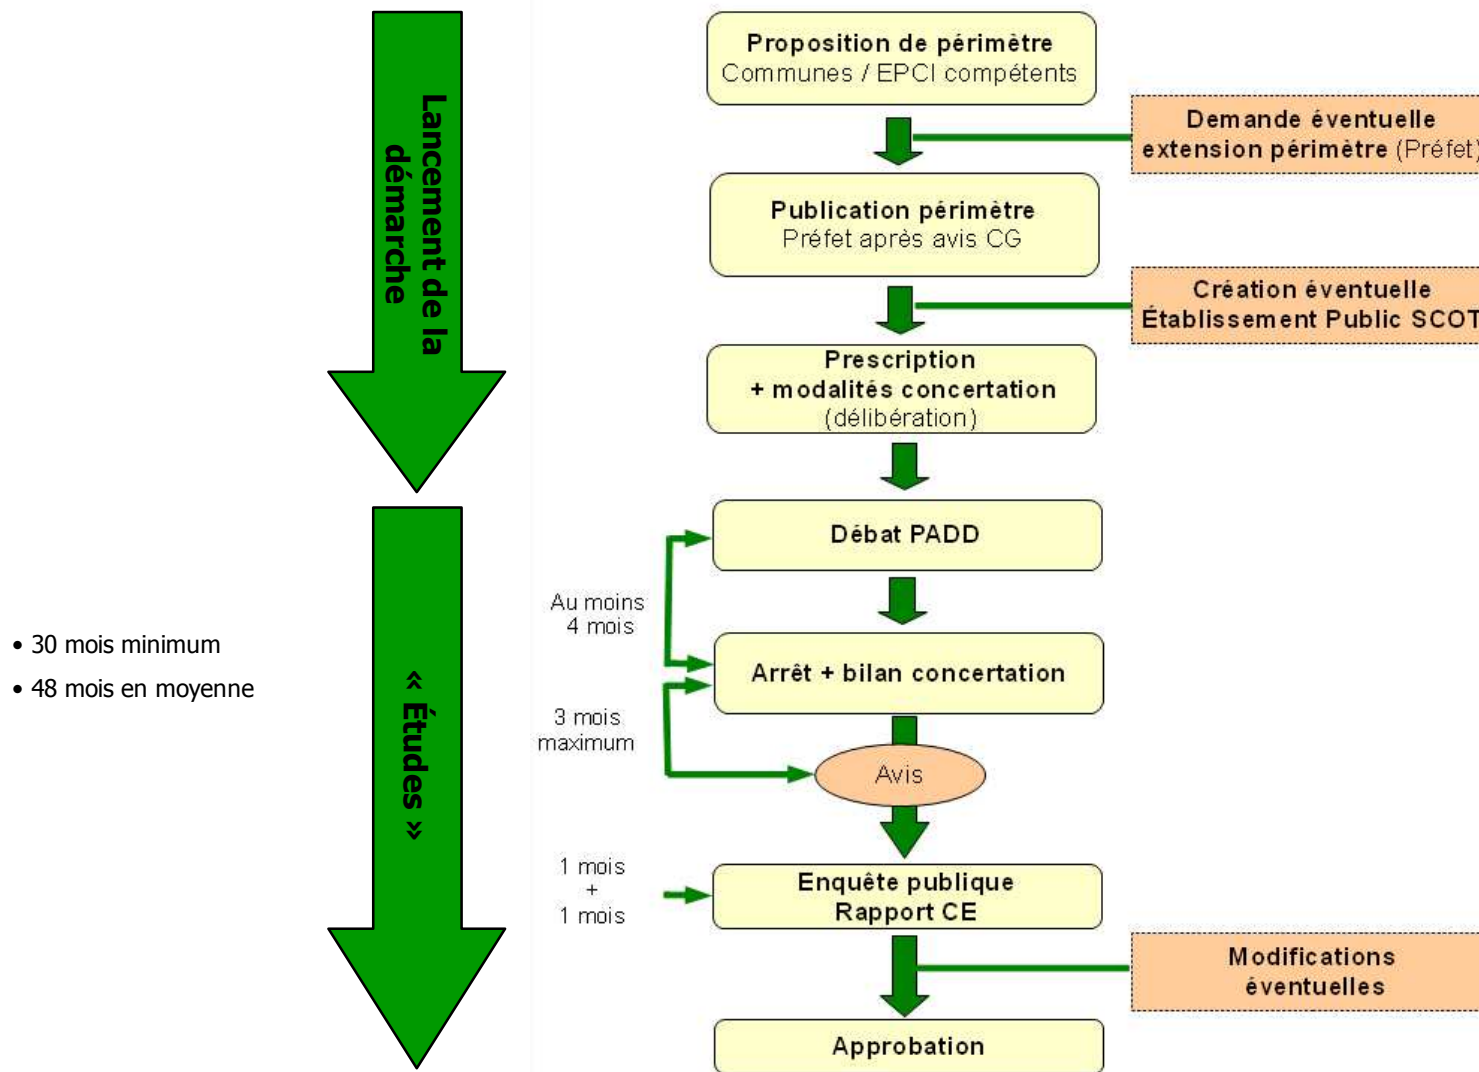 Lancement de la
démarche
« Études »
• 30 mois minimum
• 48 mois en moyenne
Proposition de périmètre
Communes / EPCI compétents
Demande éventuelle
extension périmètre (Préfet)
Publication périmètre
Préfet après avis CG
Création éventuelle
Établissement Public SCOT
Prescription
+ modalités concertation
(délibération)
Débat PADD
Au moins
4 mois
Arrêt + bilan concertation
3 mois
maximum
Avis
1 mois
+
1 mois
Enquête publique
Rapport CE
Modifications
éventuelles
Approbation